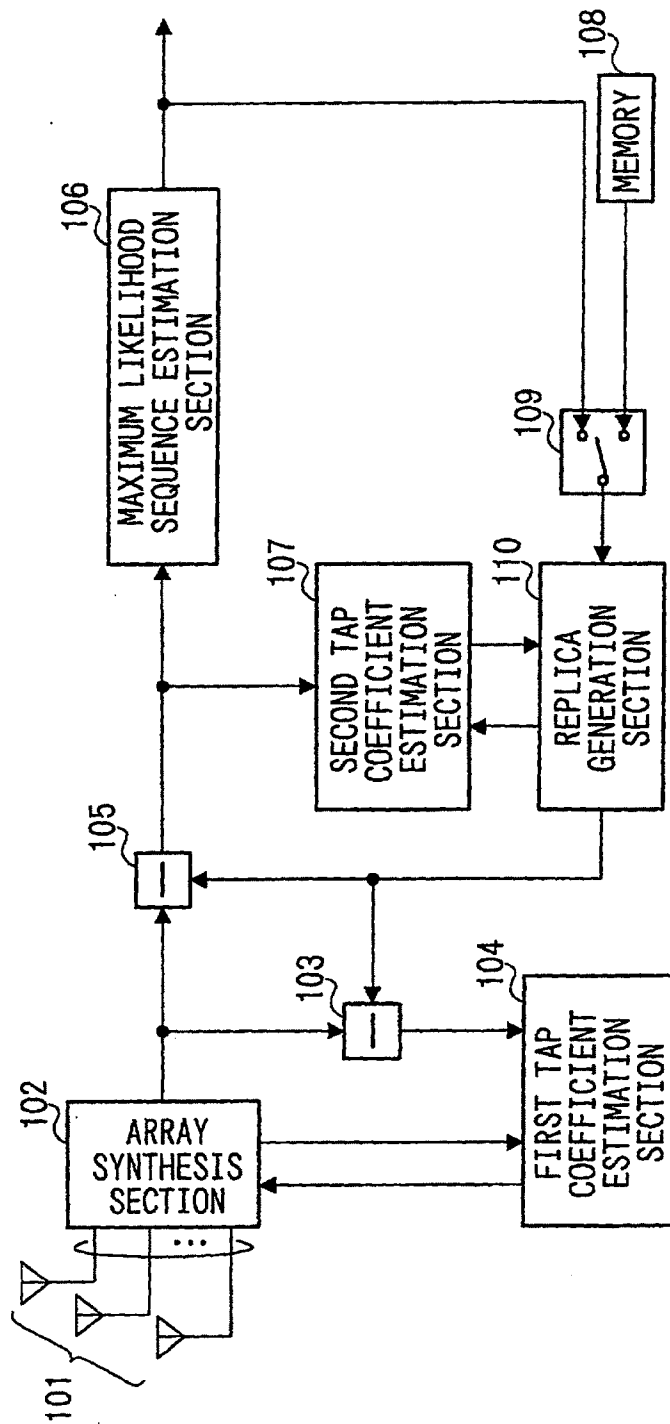 101
102
ARRAY
SYNTHESIS
SECTION
...
103
104
FIRST TAP
COEFFICIENT
ESTIMATION
SECTION
105
106
MAXIMUM LIKELIHOOD
SEQUENCE ESTIMATION
SECTION
107
SECOND TAP
COEFFICIENT
ESTIMATION
SECTION
110
REPLICA
GENERATION
SECTION
109
108
MEMORY